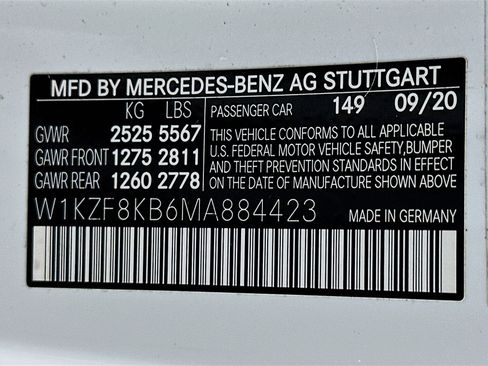 MFD BY MERCEDES-BENZ AG STUTTGART
KG LBS PASSENGER CAR 149 09/20
GVWR 2525 5567
GAWR FRONT 1275 2811
GAWR REAR 1260 2778
THIS VEHICLE CONFORMS TO ALL APPLICABLE
U.S. FEDERAL MOTOR VEHICLE SAFETY, BUMPER
AND THEFT PREVENTION STANDARDS IN EFFECT
ON THE DATE OF MANUFACTURE SHOWN ABOVE
W1KZF8KB6MA884423 MADE IN GERMANY